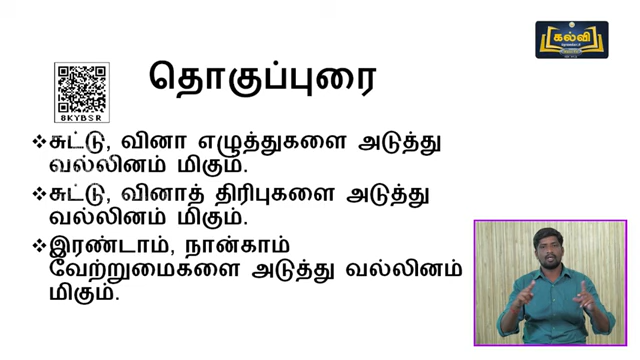 கல்வி
தொகுப்புரை
8KYBSR
❖சுட்டு, வினா எழுத்துகளை அடுத்து
வல்லினம் மிகும்.
❖சுட்டு, வினாத் திரிபுகளை அடுத்து
வல்லினம் மிகும்.
❖இரண்டாம், நான்காம்
வேற்றுமைகளை அடுத்து வல்லினம்
மிகும்.